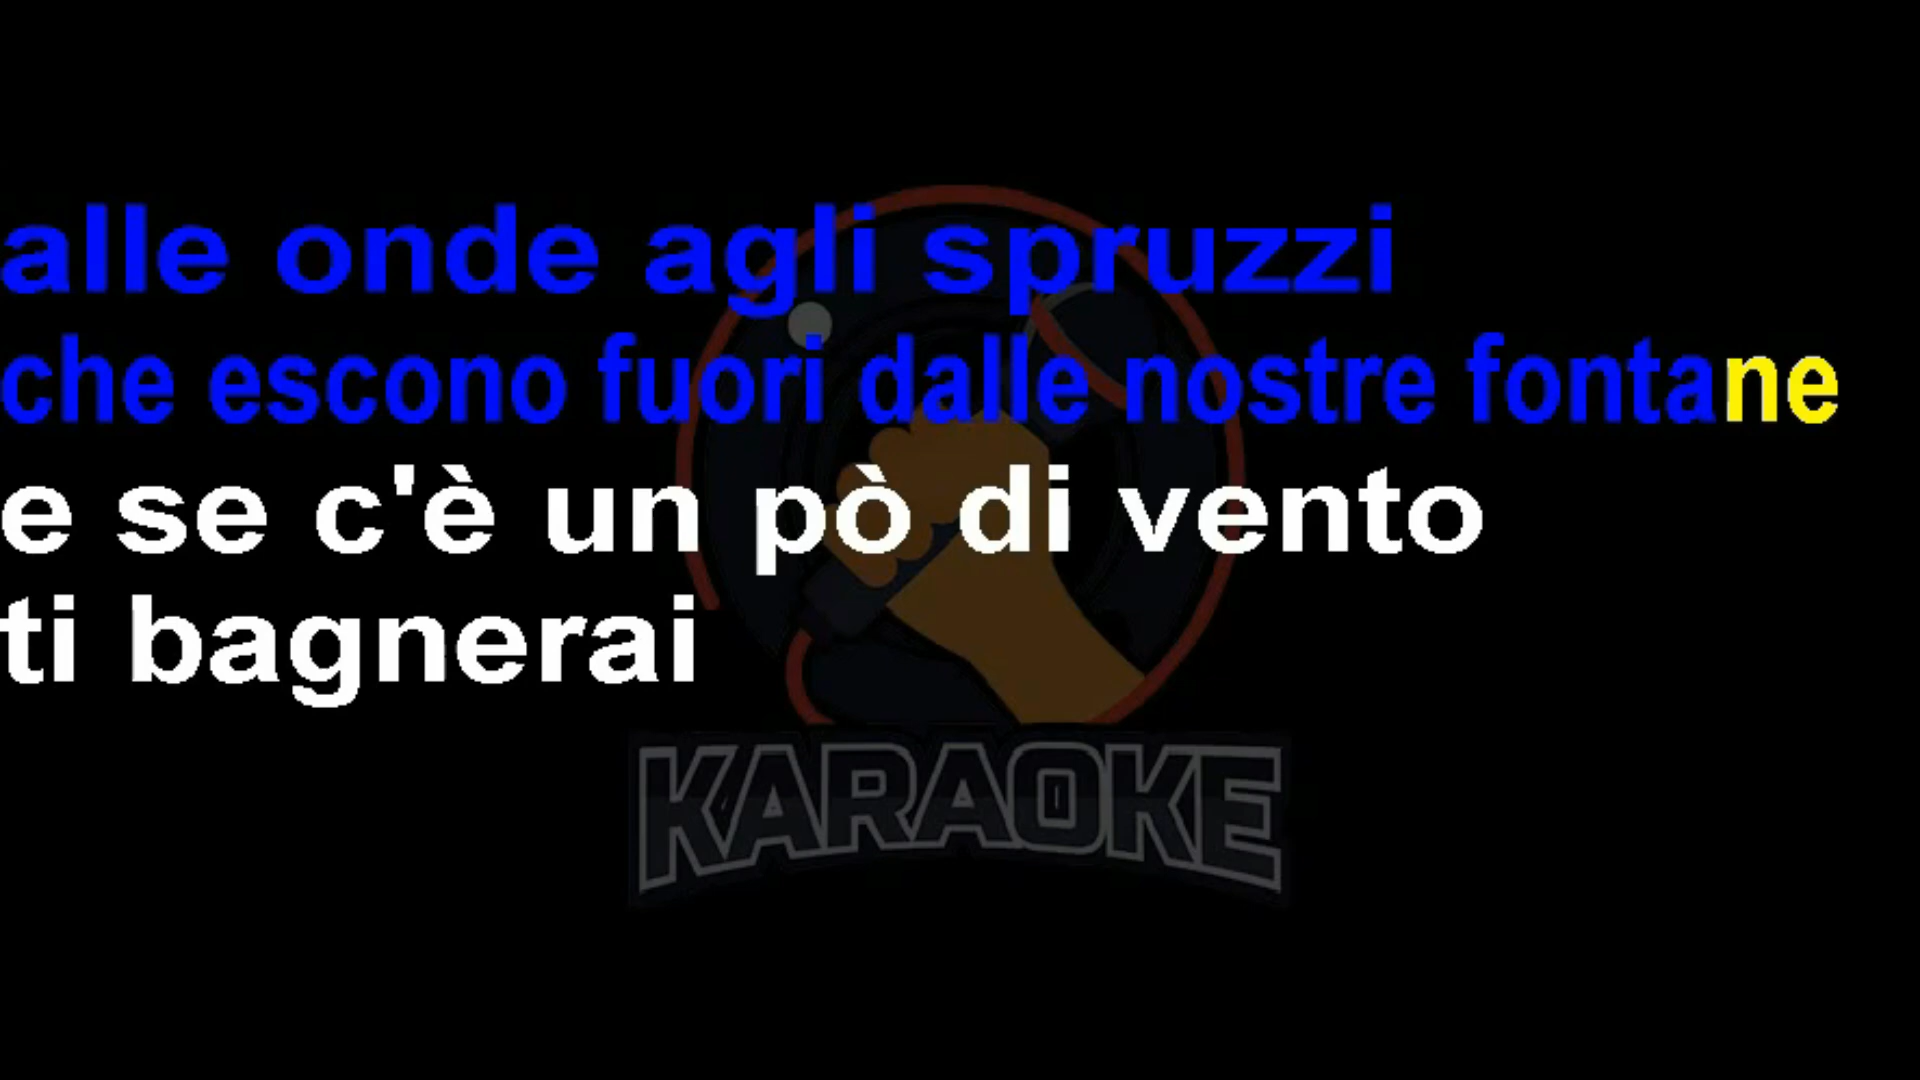 alle onde agli spruzzi
che escono fuori dalle nostre fontane
e se c'è un pò di vento
ti bagnerai
KARAOKE